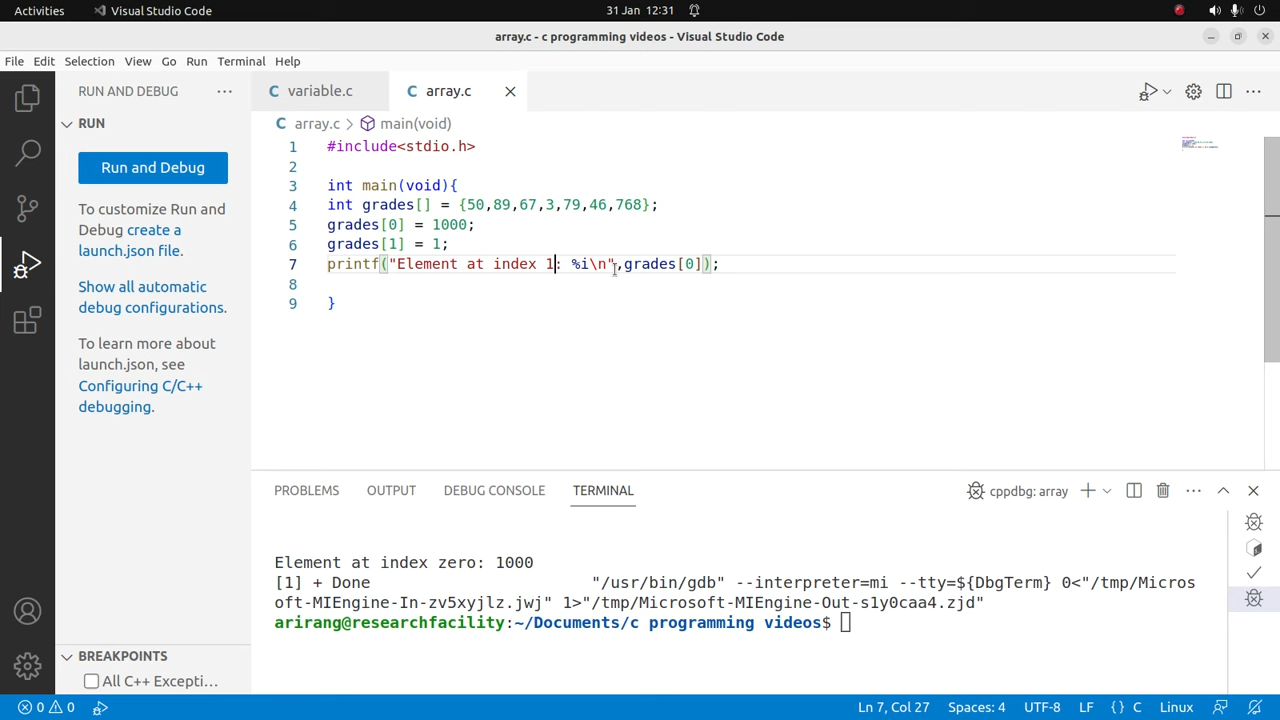 Activities Visual Studio Code 31 Jan 12:31
array.c - c programming videos - Visual Studio Code
File Edit Selection View Go Run Terminal Help
RUN AND DEBUG ··· variable.c array.c
RUN
array.c > main(void)
Run and Debug
To customize Run and
Debug create a
launch.json file.
Show all automatic
debug configurations.
To learn more about
launch.json, see
Configuring C/C++
debugging.
1 #include<stdio.h>
2
3 int main(void){
4 int grades[] = {50,89,67,3,79,46,768};
5 grades[0] = 1000;
6 grades[1] = 1;
7 printf("Element at index 1: %i\n",grades[0]);
8
9 }
PROBLEMS OUTPUT DEBUG CONSOLE TERMINAL cppdbg: array
Element at index zero: 1000
[1] + Done "/usr/bin/gdb" --interpreter=mi --tty=${DbgTerm} 0<"/tmp/Micros
oft-MIEngine-In-zv5xyjlz.jwj" 1>"/tmp/Microsoft-MIEngine-Out-s1y0caa4.zjd"
arirang@researchfacility:~/Documents/c programming videos$
BREAKPOINTS
All C++ Excepti...
0 0 Ln 7, Col 27 Spaces: 4 UTF-8 LF {} C Linux